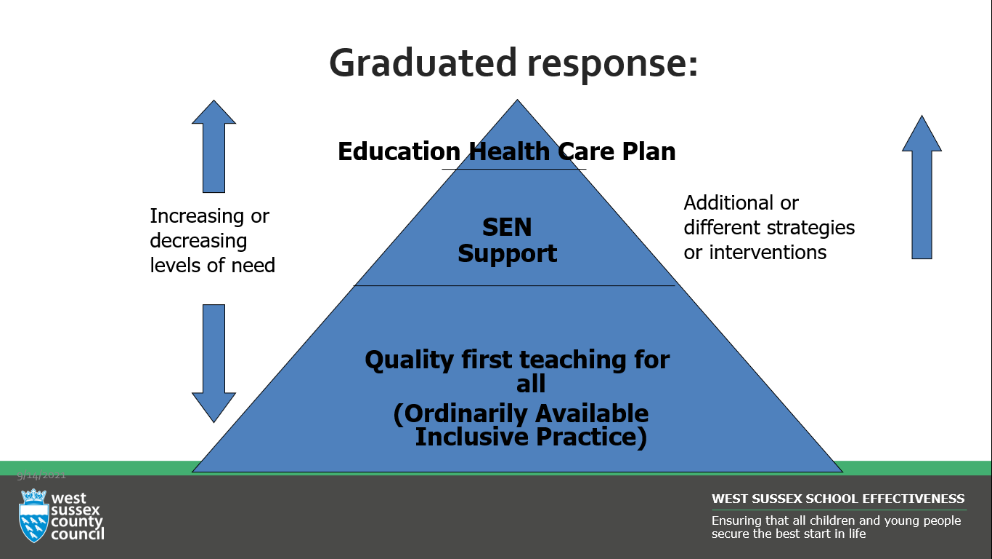 Graduated response:
Education Health Care Plan
SEN
Support
Increasing or
decreasing
levels of need
Additional or
different strategies
or interventions
Quality first teaching for
all
(Ordinarily Available
Inclusive Practice)
west
sussex
county
council
WEST SUSSEX SCHOOL EFFECTIVENESS
Ensuring that all children and young people
secure the best start in life